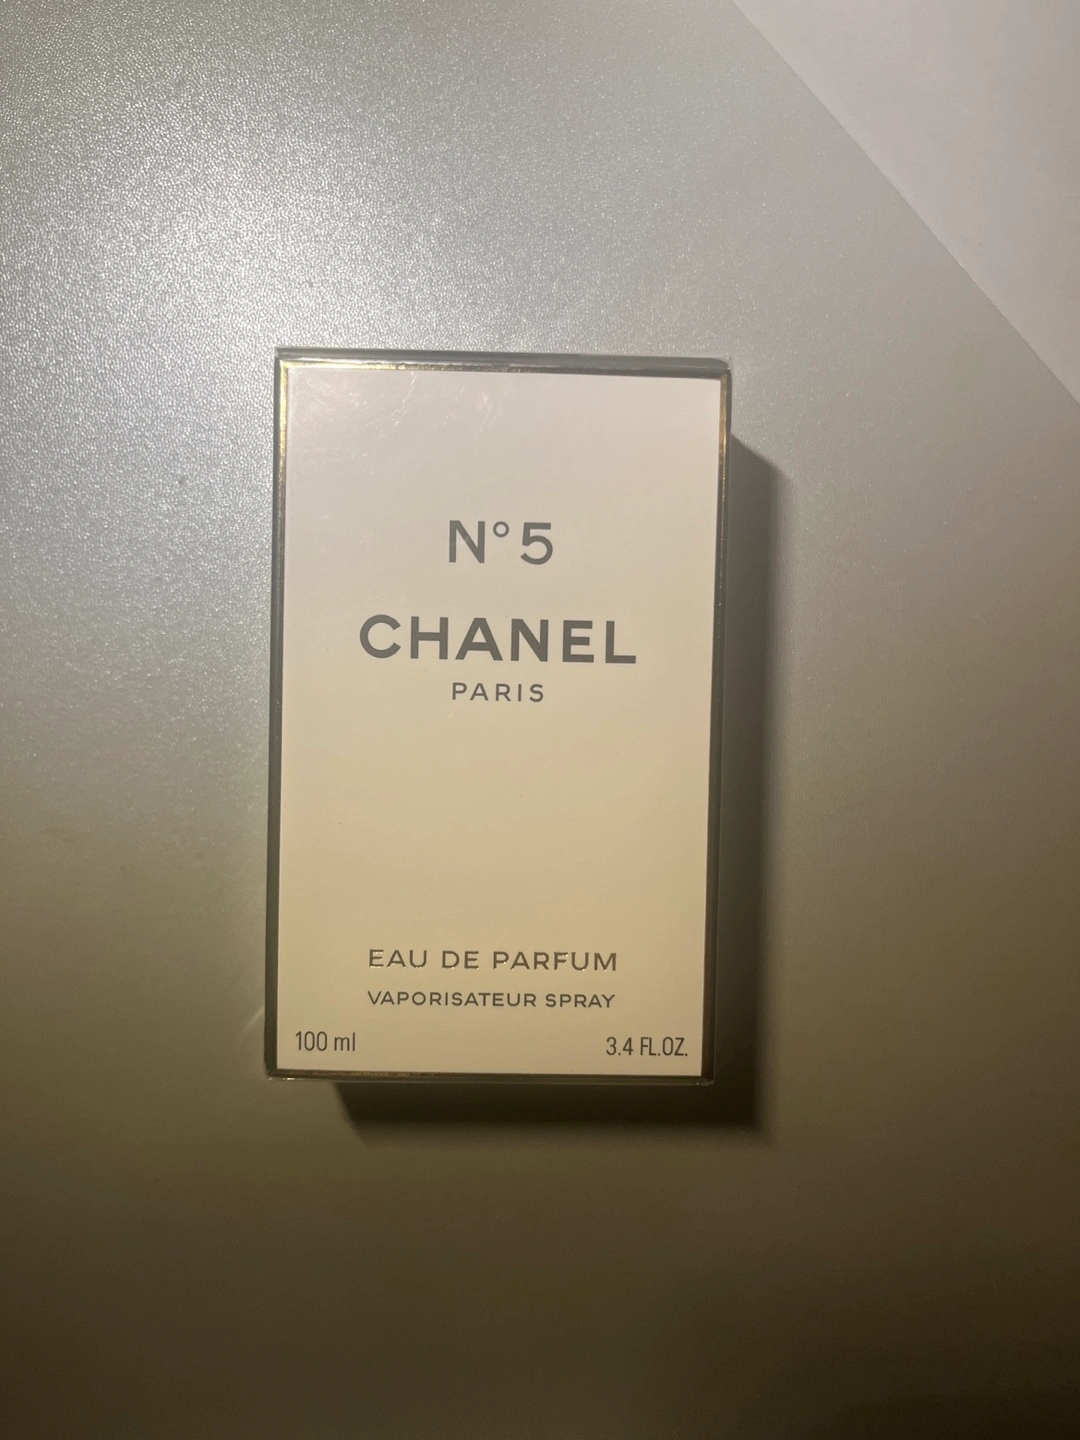 N°5
CHANEL
PARIS
EAU DE PARFUM
VAPORISATEUR SPRAY
100 ml
3.4 FL.OZ.